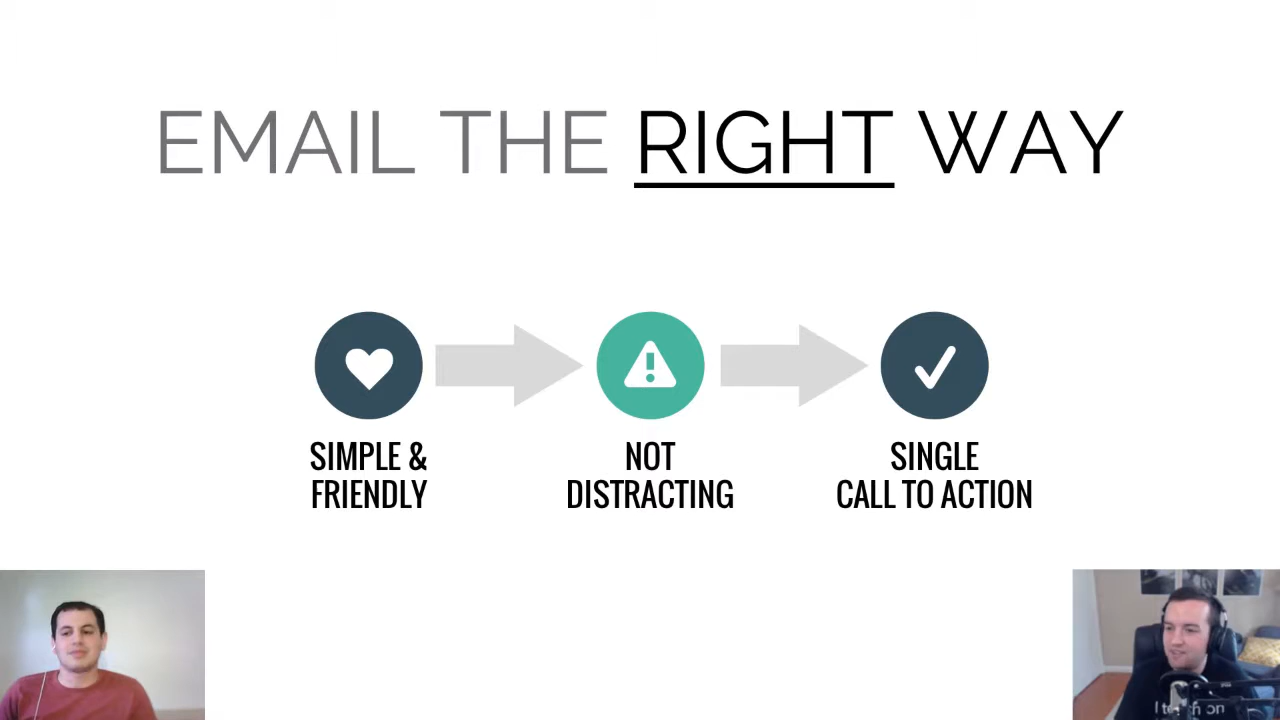 EMAIL THE RIGHT WAY
SIMPLE &
FRIENDLY
NOT
DISTRACTING
SINGLE
CALL TO ACTION